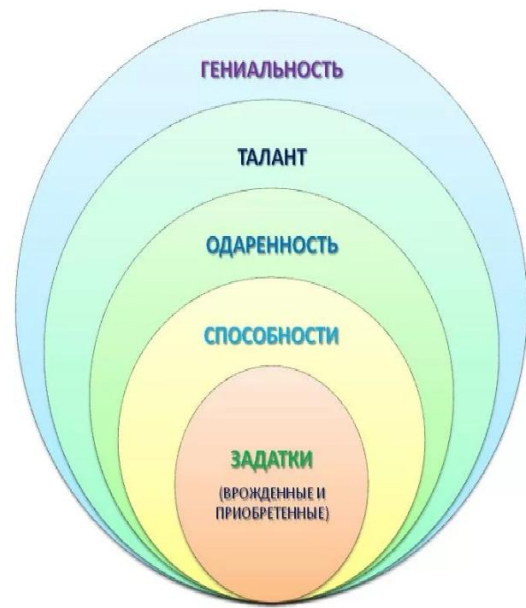 ГЕНИАЛЬНОСТЬ
ТАЛАНТ
ОДАРЕННОСТЬ
СПОСОБНОСТИ
ЗАДАТКИ
(ВРОЖДЕННЫЕ И
ПРИОБРЕТЕННЫЕ)